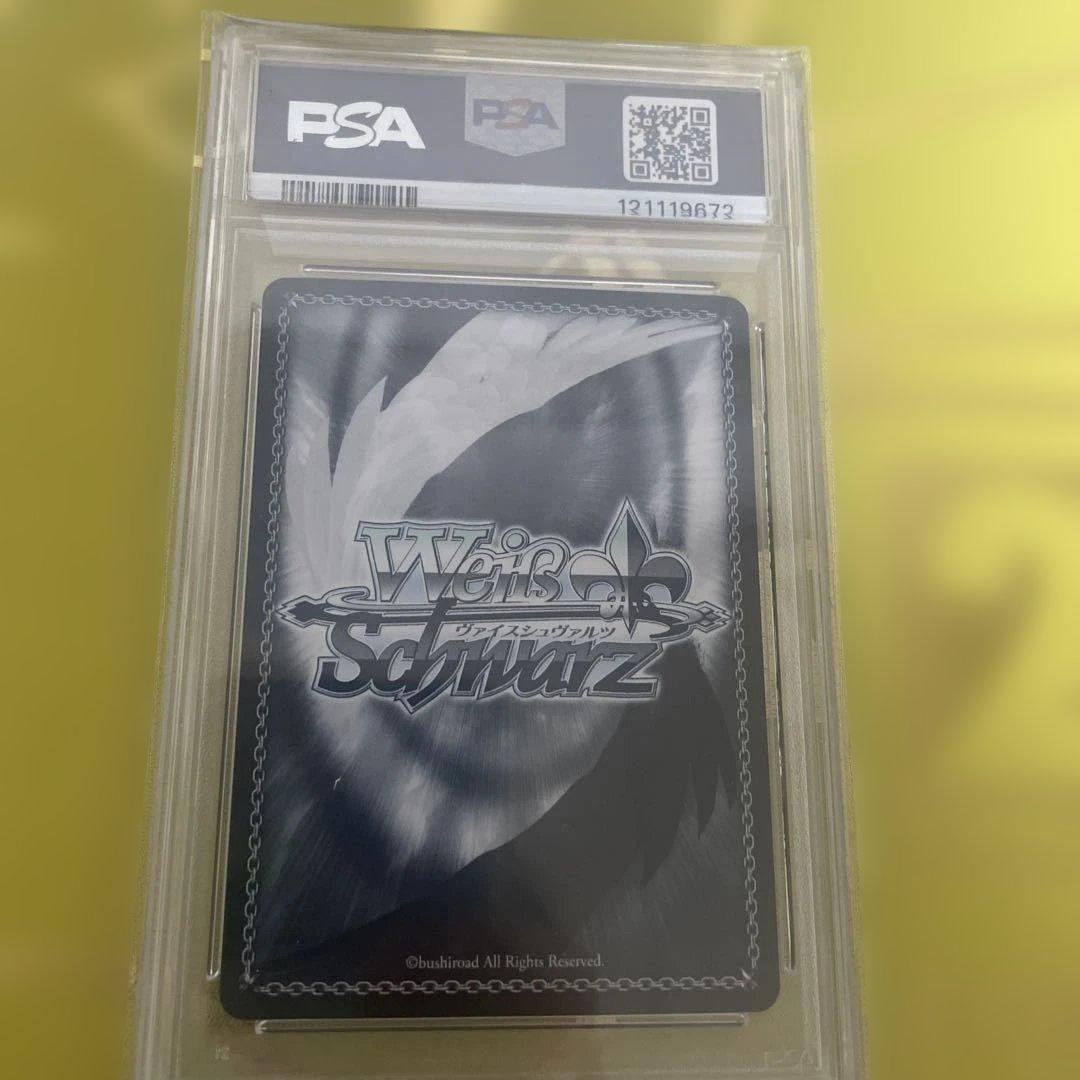 PSA
PSA
131119673
Weiß
ヴァイスシュヴァルツ
Schwarz
©bushiroad All Rights Reserved.
PSA